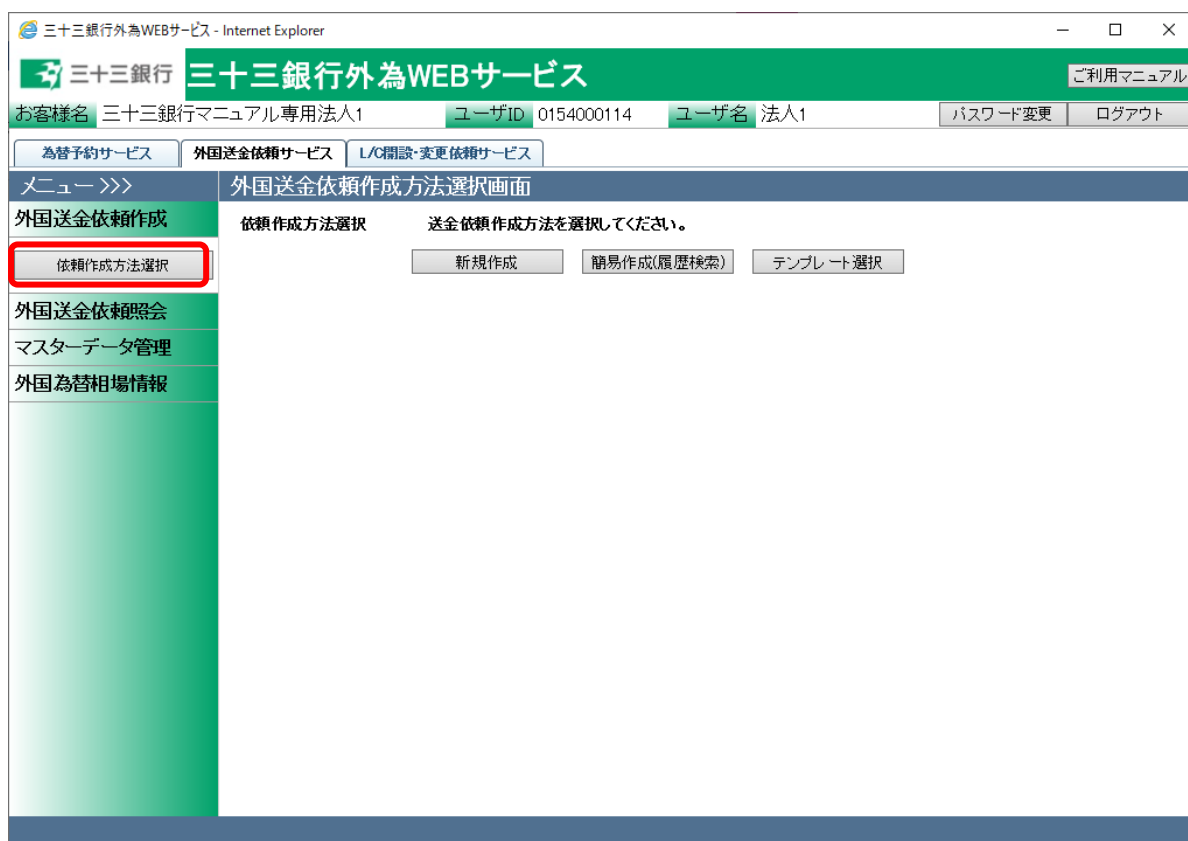 三十三銀行外為WEBサービス - Internet Explorer
三十三銀行 三十三銀行外為WEBサービス ご利用マニュアル
お客様名 三十三銀行マニュアル専用法人1 ユーザID 0154000114 ユーザ名 法人1 パスワード変更 ログアウト
為替予約サービス 外国送金依頼サービス L/C開設・変更依頼サービス
メニュー>>> 外国送金依頼作成方法選択画面
外国送金依頼作成 依頼作成方法選択 送金依頼作成方法を選択してください。
依頼作成方法選択 新規作成 簡易作成(履歴検索) テンプレート選択
外国送金依頼照会
マスターデータ管理
外国為替相場情報